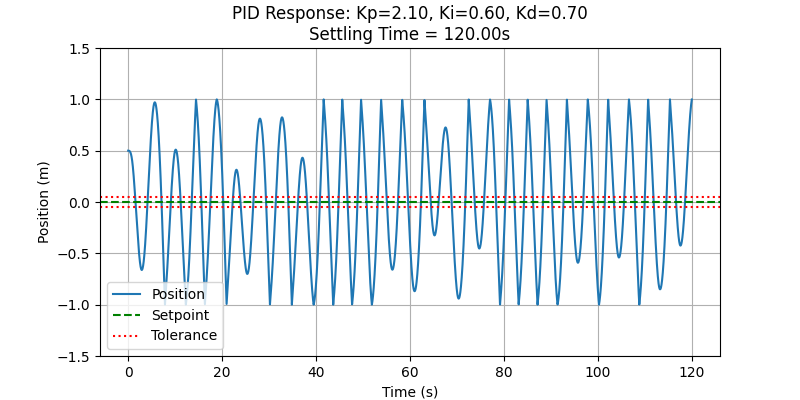 PID Response: Kp=2.10, Ki=0.60, Kd=0.70
Settling Time = 120.00s
1.5
1.0
0.5
0.0
−0.5
−1.0
−1.5
Position (m)
Position
Setpoint
Tolerance
0
20
40
60
80
100
120
Time (s)